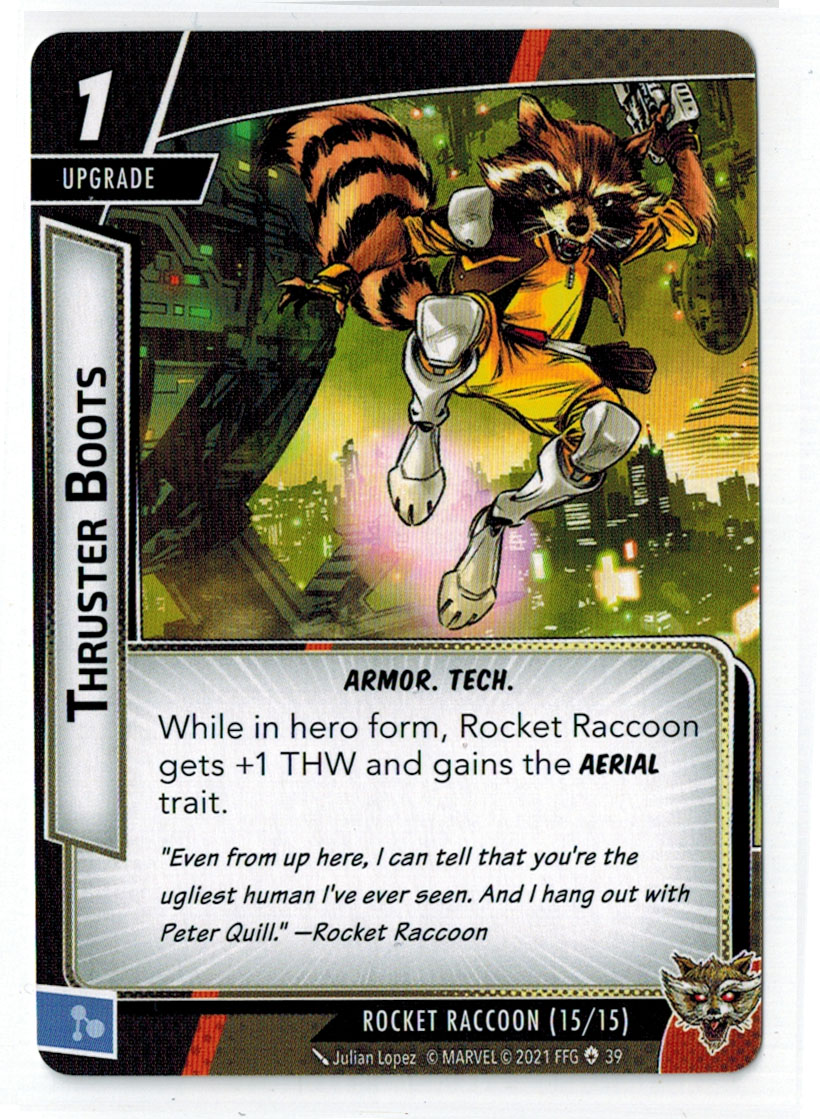 1
UPGRADE
THRUSTER BOOTS
ARMOR. TECH.
While in hero form, Rocket Raccoon
gets +1 THW and gains the AERIAL
trait.
"Even from up here, I can tell that you're the
ugliest human I've ever seen. And I hang out with
Peter Quill." —Rocket Raccoon
ROCKET RACCOON (15/15)
Julian Lopez © MARVEL © 2021 FFG 39